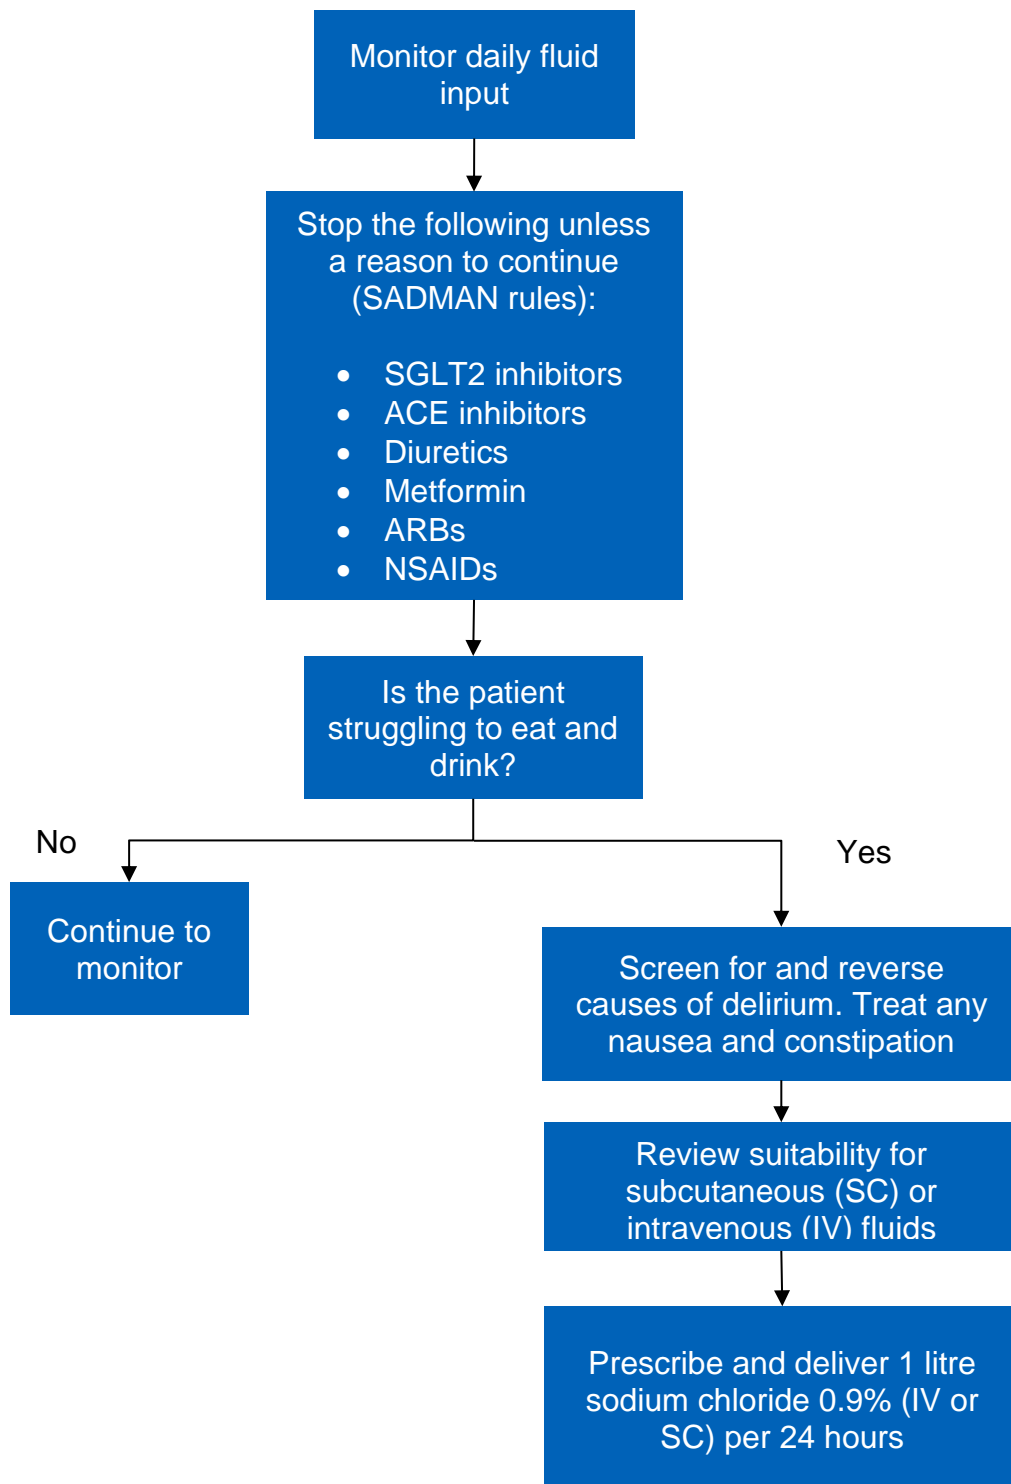 Monitor daily fluid
input
Stop the following unless
a reason to continue
(SADMAN rules):
• SGLT2 inhibitors
• ACE inhibitors
• Diuretics
• Metformin
• ARBs
• NSAIDs
Is the patient
struggling to eat and
drink?
No
Yes
Continue to
monitor
Screen for and reverse
causes of delirium. Treat any
nausea and constipation
Review suitability for
subcutaneous (SC) or
intravenous (IV) fluids
Prescribe and deliver 1 litre
sodium chloride 0.9% (IV or
SC) per 24 hours